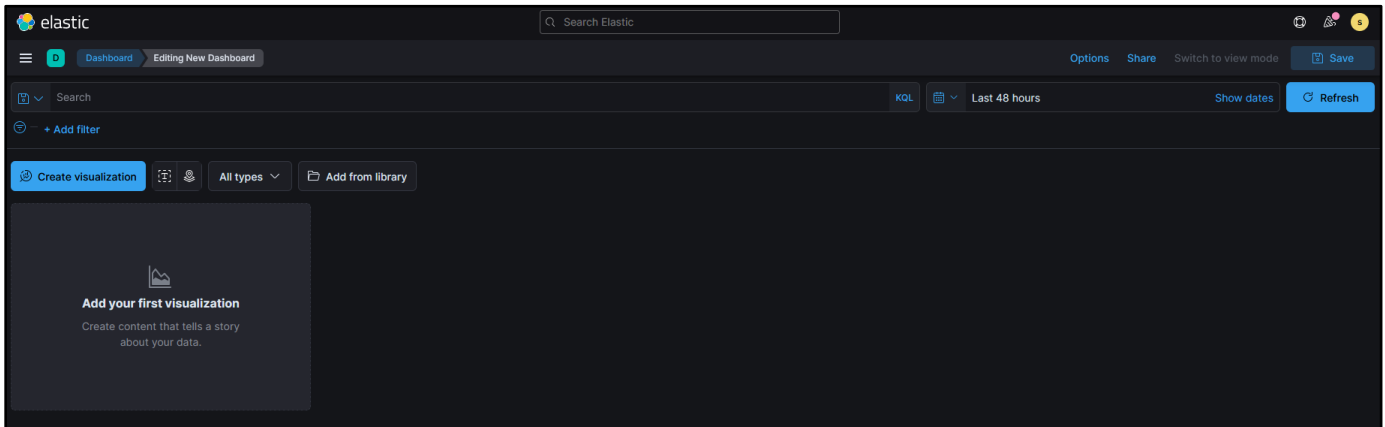 elastic
Search Elastic
s
D
Dashboard
Editing New Dashboard
Options
Share
Switch to view mode
Save
Search
KQL
Last 48 hours
Show dates
Refresh
+ Add filter
Create visualization
T
All types
Add from library
Add your first visualization
Create content that tells a story
about your data.